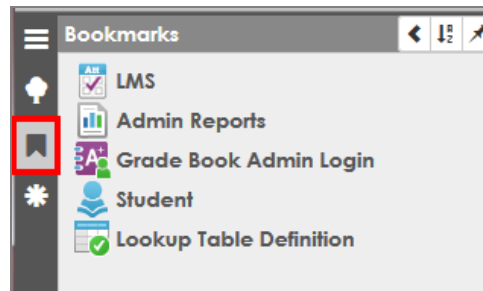 Bookmarks
LMS
Admin Reports
Grade Book Admin Login
Student
Lookup Table Definition